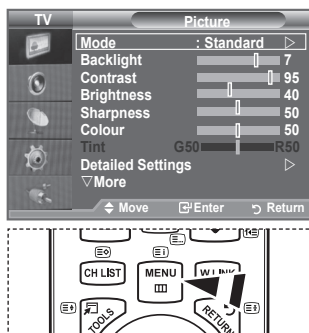 TV Picture
Mode : Standard
Backlight 7
Contrast 95
Brightness 40
Sharpness 50
Colour 50
Tint G50 R50
Detailed Settings
▽More
Move Enter Return
CH LIST MENU W.LINK
TOOLS RETURN